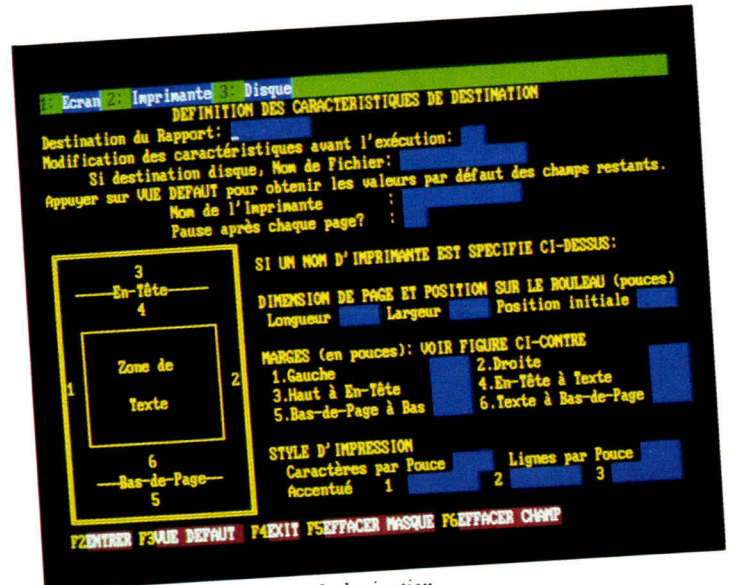 1: Ecran 2: Imprimante 3: Disque
DEFINITION DES CARACTERISTIQUES DE DESTINATION
Destination du Rapport:
Modification des caractéristiques avant l'exécution:
Si destination disque, Nom de Fichier:
Appuyer sur VUE DEFAUT pour obtenir les valeurs par défaut des champs restants.
Nom de l'Imprimante :
Pause après chaque page? :
3
En-Tête
4
Zone de
1 2
Texte
6
Bas-de-Page
5
SI UN NOM D'IMPRIMANTE EST SPECIFIE CI-DESSUS:
DIMENSION DE PAGE ET POSITION SUR LE ROULEAU (pouces)
Longueur Largeur Position initiale
MARGES (en pouces): VOIR FIGURE CI-CONTRE
1.Gauche 2.Droite
3.Haut à En-Tête 4.En-Tête à Texte
5.Bas-de-Page à Bas 6.Texte à Bas-de-Page
STYLE D'IMPRESSION
Caractères par Pouce Lignes par Pouce
Accentué 1 2 3
F2ENTRER F3VUE DEFAUT F4EXIT F5EFFACER MASQUE F6EFFACER CHAMP